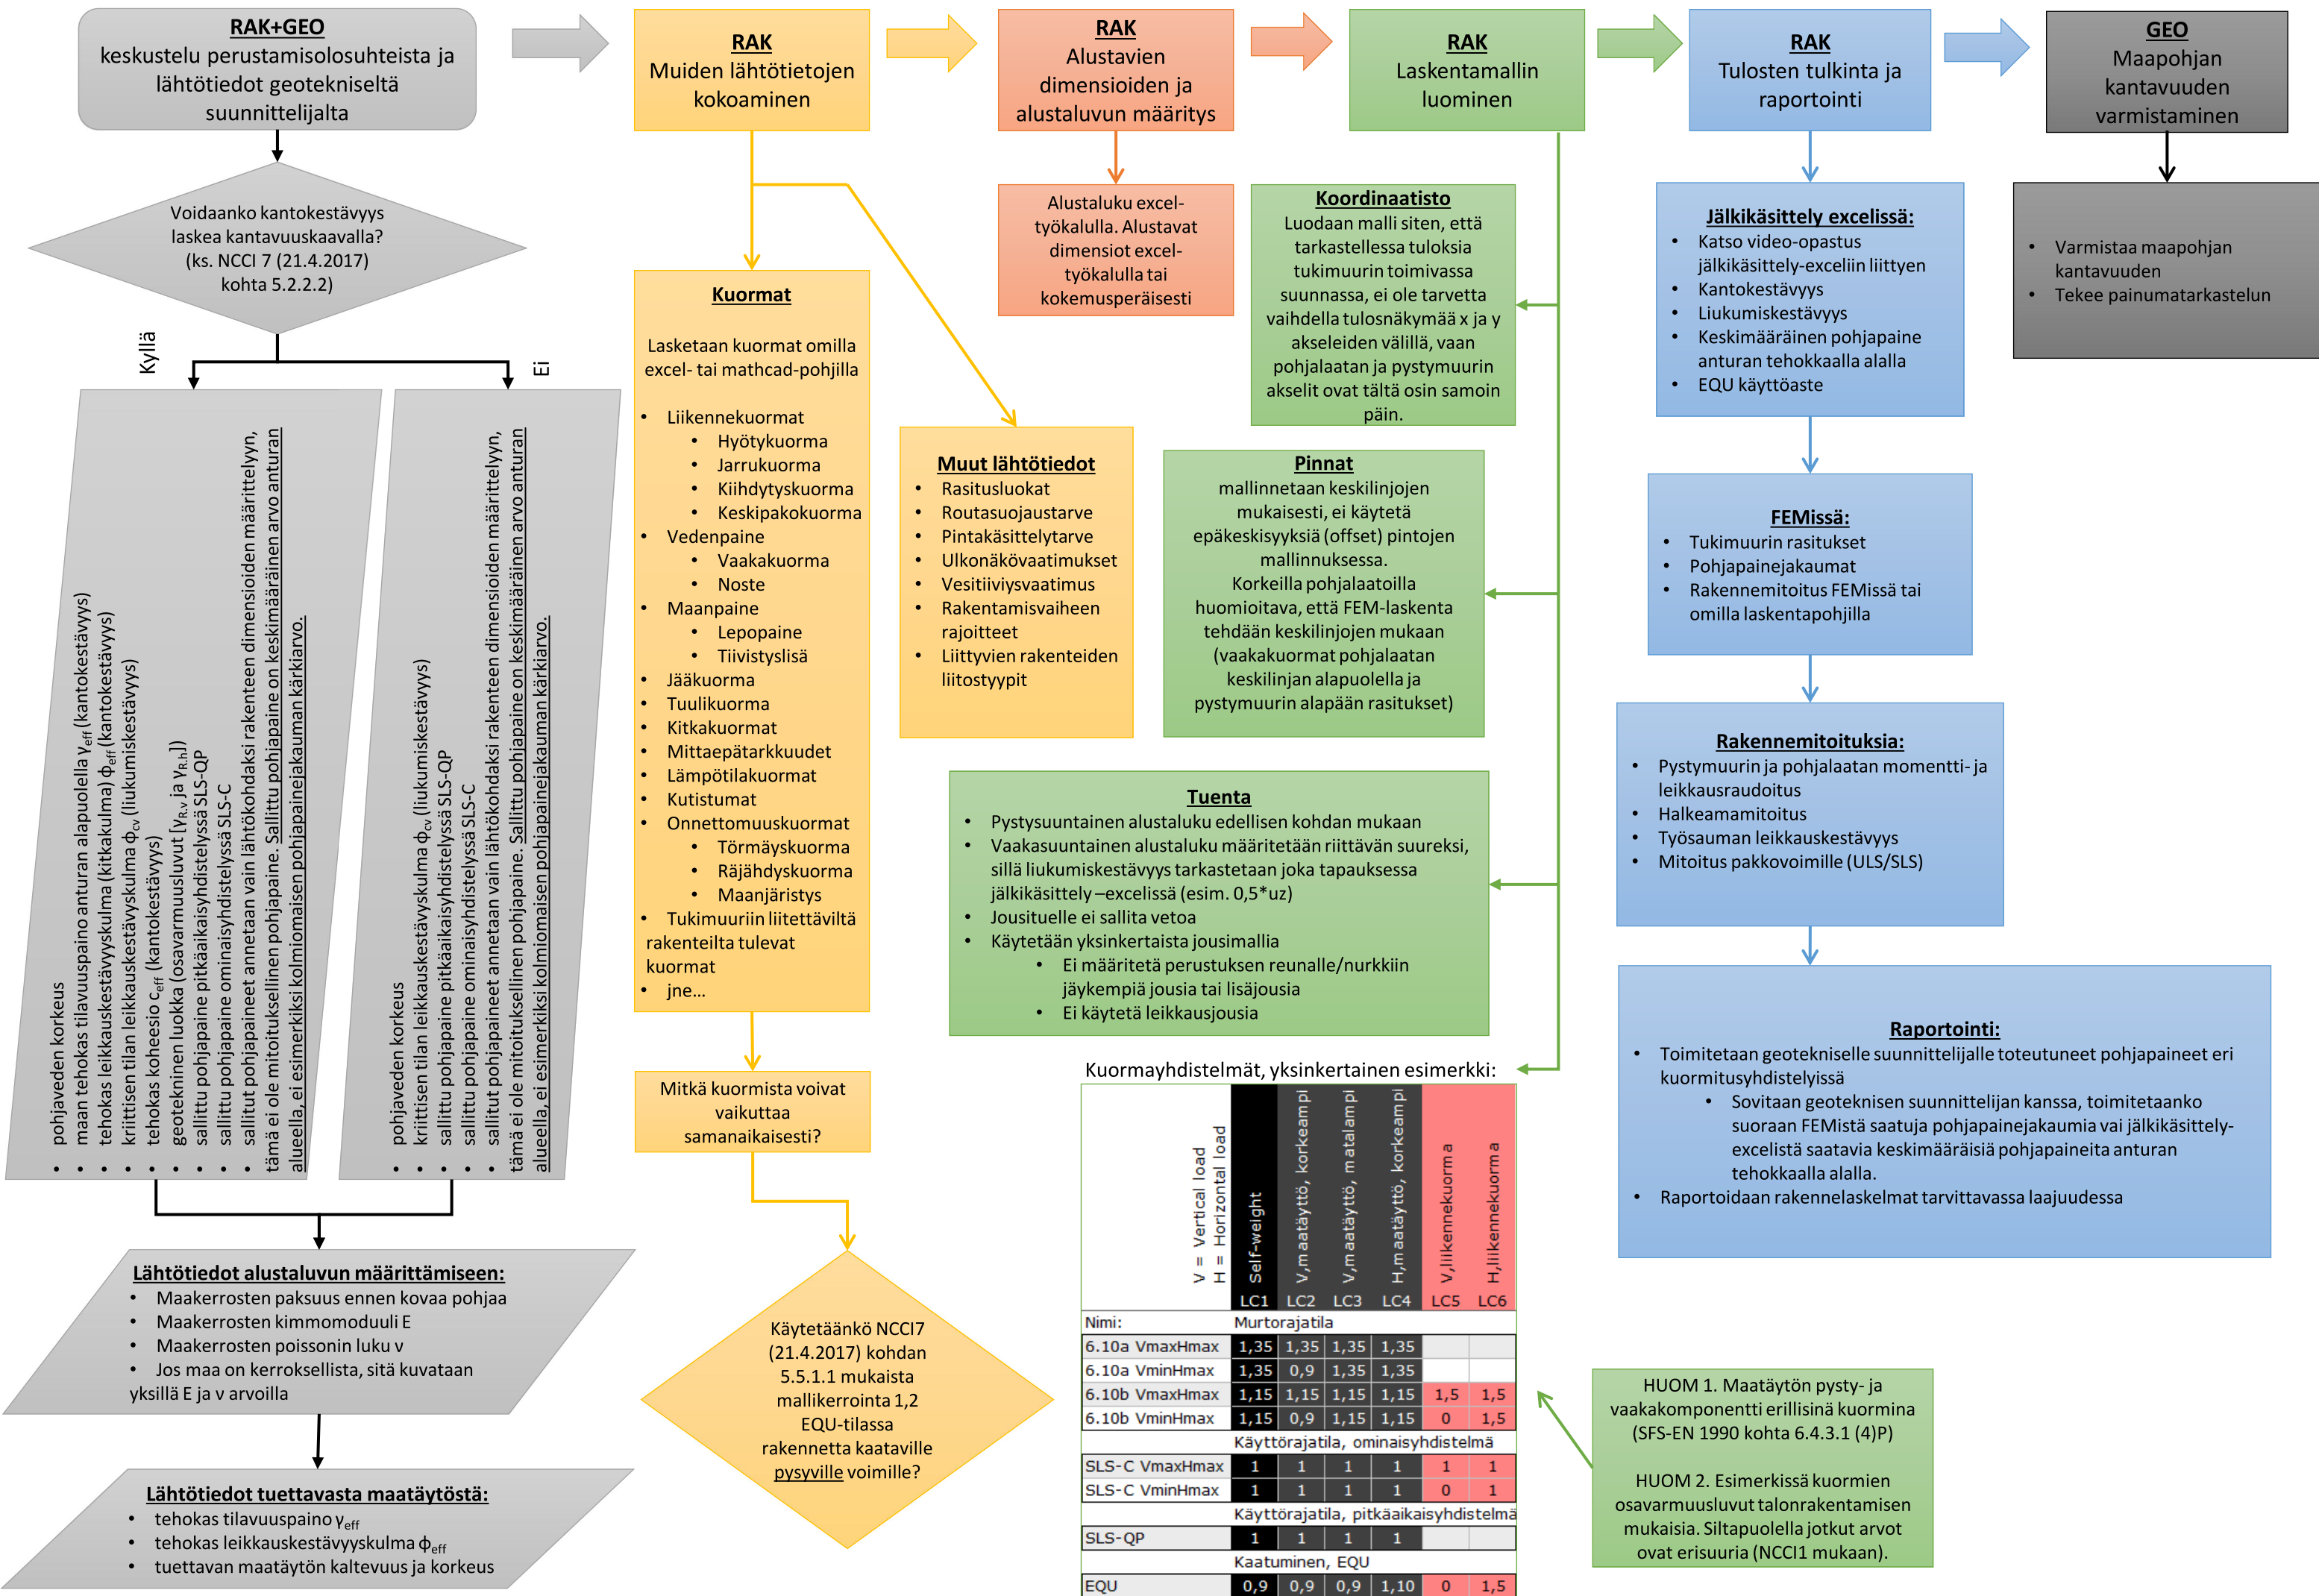 RAK+GEO
keskustelu perustamisolosuhteista ja
lähtötiedot geotekniseltä
suunnittelijalta
RAK
Muiden lähtötietojen
kokoaminen
RAK
Alustavien
dimensioiden ja
alustaluvun määritys
RAK
Laskentamallin
luominen
RAK
Tulosten tulkinta ja
raportointi
GEO
Maapohjan
kantavuuden
varmistaminen
Voidaanko kantokestävyys
laskea kantavuuskaavalla?
(ks. NCCI 7 (21.4.2017)
kohta 5.2.2.2)
Kyllä
Ei
• pohjaveden korkeus
• maan tehokas tilavuuspaino anturan alapuolella γeff (kantokestävyys)
• tehokas leikkauskestävyskulma (kitkakulma) ϕeff (kantokestävyys)
• kriittisen tilan leikkauskestävyskulma ϕcv (liukumiskestävyys)
• tehokas koheesio ceff (kantokestävyys)
• geotekninen luokka (osavarmuusluvut [γR.v ja γR.h])
• sallittu pohjapaine pitkäaikaisyhdistelyssä SLS-QP
• sallittu pohjapaine ominaisyhdistelyssä SLS-C
• sallitut pohjapaineet annetaan vain lähtökohdaksi rakenteen dimensioiden määrittelyyn,
tämä ei ole mitoituksellinen pohjapaine. Sallittu pohjapaine on keskimääräinen arvo anturan
alueella, ei esimerkiksi kolmiomaisen pohjapainejakauman kärkiarvo.
• pohjaveden korkeus
• kriittisen tilan leikkauskestävyskulma ϕcv (liukumiskestävyys)
• sallittu pohjapaine pitkäaikaisyhdistelyssä SLS-QP
• sallittu pohjapaine ominaisyhdistelyssä SLS-C
• sallitut pohjapaineet annetaan vain lähtökohdaksi rakenteen dimensioiden määrittelyyn,
tämä ei ole mitoituksellinen pohjapaine. Sallittu pohjapaine on keskimääräinen arvo anturan
alueella, ei esimerkiksi kolmiomaisen pohjapainejakauman kärkiarvo.
Lähtötiedot alustaluvun määrittämiseen:
• Maakerrosten paksuus ennen kovaa pohjaa
• Maakerrosten kimmomoduuli E
• Maakerrosten poissonin luku ν
• Jos maa on kerroksellista, sitä kuvataan
yksillä E ja ν arvoilla
Lähtötiedot tuettavasta maatäytöstä:
• tehokas tilavuuspaino γeff
• tehokas leikkauskestävyyskulma ϕeff
• tuettavan maatäytön kaltevuus ja korkeus
Kuormat
Lasketaan kuormat omilla
excel- tai mathcad-pohjilla
• Liikennekuormat
• Hyötykuorma
• Jarrukuorma
• Kiihdytyskuorma
• Keskipakokuorma
• Vedenpaine
• Vaakakuorma
• Noste
• Maanpaine
• Lepopaine
• Tiivistyslisä
• Jääkuorma
• Tuulikuorma
• Kitkakuormat
• Mittaepätarkkuudet
• Lämpötilakuormat
• Kutistumat
• Onnettomuuskuormat
• Törmäyskuorma
• Räjähdyskuorma
• Maanjäristys
• Tukimuuriin liitettäviltä
rakenteilta tulevat
kuormat
• jne…
Mitkä kuormista voivat
vaikuttaa
samanaikaisesti?
Käytetäänkö NCCI7
(21.4.2017) kohdan
5.5.1.1 mukaista
mallikerrointa 1,2
EQU-tilassa
rakennetta kaataville
pysyville voimille?
Muut lähtötiedot
• Rasitusluokat
• Routasuojaustarve
• Pintakäsittelytarve
• Ulkonäkövaatimukset
• Vesitiiviysvaatimus
• Rakentamisvaiheen
rajoitteet
• Liittyvien rakenteiden
liitostyypit
Alustaluku excel-
työkalulla. Alustavat
dimensiot excel-
työkalulla tai
kokemusperäisesti
Koordinaatisto
Luodaan malli siten, että
tarkastellessa tuloksia
tukimuurin toimivassa
suunnassa, ei ole tarvetta
vaihdella tulosnäkymää x ja y
akseleiden välillä, vaan
pohjalaatan ja pystymuurin
akselit ovat tältä osin samoin
päin.
Pinnat
mallinnetaan keskilinjojen
mukaisesti, ei käytetä
epäkeskisyyksiä (offset) pintojen
mallinnuksessa.
Korkeilla pohjalaatoilla
huomioitava, että FEM-laskenta
tehdään keskilinjojen mukaan
(vaakakuormat pohjalaatan
keskilinjan alapuolella ja
pystymuurin alapään rasitukset)
Tuenta
• Pystysuuntainen alustaluku edellisen kohdan mukaan
• Vaakasuuntainen alustaluku määritetään riittävän suureksi,
sillä liukumiskestävyys tarkastetaan joka tapauksessa
jälkikäsittely –excelissä (esim. 0,5*uz)
• Jousituelle ei sallita vetoa
• Käytetään yksinkertaista jousimallia
• Ei määritetä perustuksen reunalle/nurkkiin
jäykempiä jousia tai lisäjousia
• Ei käytetä leikkausjousia
Kuormayhdistelmät, yksinkertainen esimerkki:
V = Vertical load
H = Horizontal load
Self-weight
V,maatäyttö, korkeampi
V,maatäyttö, matalampi
H,maatäyttö, korkeampi
V,liikennekuorma
H,liikennekuorma
LC1 LC2 LC3 LC4 LC5 LC6
Nimi: Murtorajatila
6.10a VmaxHmax 1,35 1,35 1,35 1,35
6.10a VminHmax 1,35 0,9 1,35 1,35
6.10b VmaxHmax 1,15 1,15 1,15 1,15 1,5 1,5
6.10b VminHmax 1,15 0,9 1,15 1,15 0 1,5
Käyttörajatila, ominaisyhdistelmä
SLS-C VmaxHmax 1 1 1 1 1 1
SLS-C VminHmax 1 1 1 1 0 1
Käyttörajatila, pitkäaikaisyhdistelmä
SLS-QP 1 1 1 1
Kaatuminen, EQU
EQU 0,9 0,9 0,9 1,10 0 1,5
HUOM 1. Maatäytön pysty- ja
vaakakomponentti erillisinä kuormina
(SFS-EN 1990 kohta 6.4.3.1 (4)P)
HUOM 2. Esimerkissä kuormien
osavarmuusluvut talonrakentamisen
mukaisia. Siltapuolella jotkut arvot
ovat erisuuria (NCCI1 mukaan).
Jälkikäsittely excelissä:
• Katso video-opastus
jälkikäsittely-exceliin liittyen
• Kantokestävyys
• Liukumiskestävyys
• Keskimääräinen pohjapaine
anturan tehokkaalla alalla
• EQU käyttöaste
FEMissä:
• Tukimuurin rasitukset
• Pohjapainejakaumat
• Rakennemitoitus FEMissä tai
omilla laskentapohjilla
Rakennemitoituksia:
• Pystymuurin ja pohjalaatan momentti- ja
leikkausraudoitus
• Halkeamamitoitus
• Työsauman leikkauskestävyys
• Mitoitus pakkovoimille (ULS/SLS)
Raportointi:
• Toimitetaan geotekniselle suunnittelijalle toteutuneet pohjapaineet eri
kuormitusyhdistelyissä
• Sovitaan geoteknisen suunnittelijan kanssa, toimitetaanko
suoraan FEMistä saatuja pohjapainejakaumia vai jälkikäsittely-
excelistä saatavia keskimääräisiä pohjapaineita anturan
tehokkaalla alalla.
• Raportoidaan rakennelaskelmat tarvittavassa laajuudessa
• Varmistaa maapohjan
kantavuuden
• Tekee painumatarkastelun